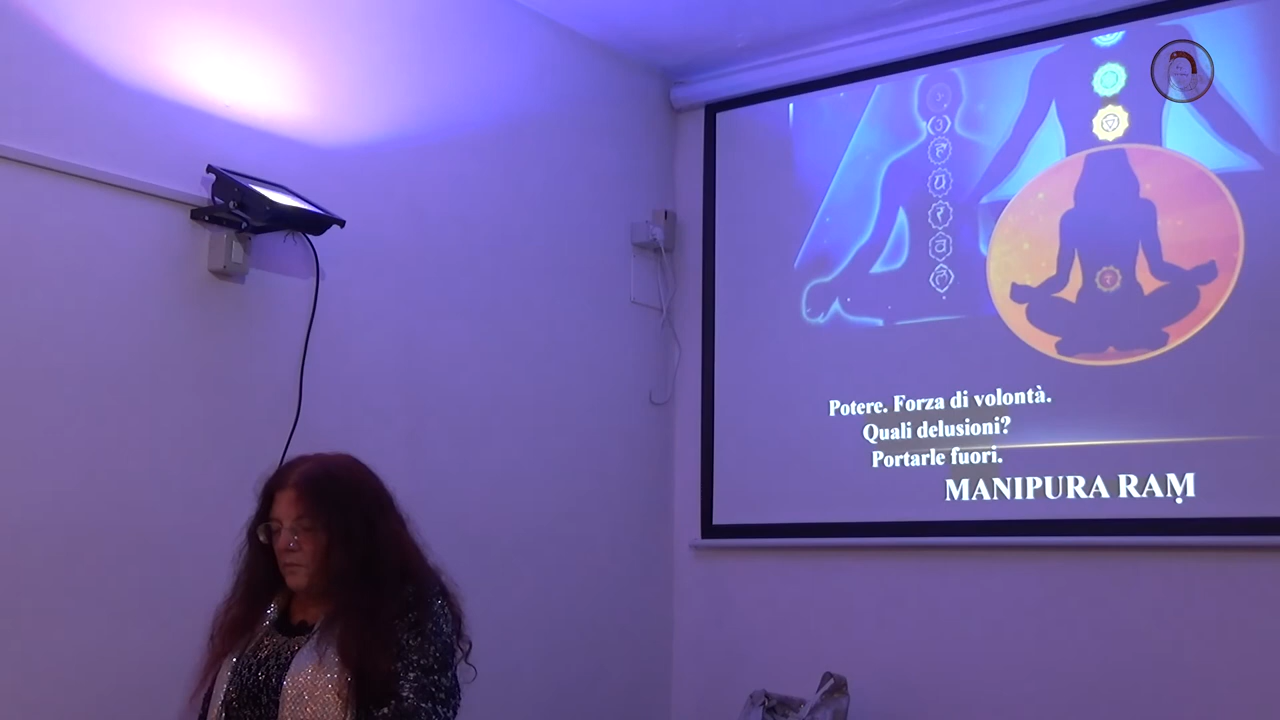 Potere. Forza di volontà.
Quali delusioni?
Portarle fuori.
MANIPURA RAṂ